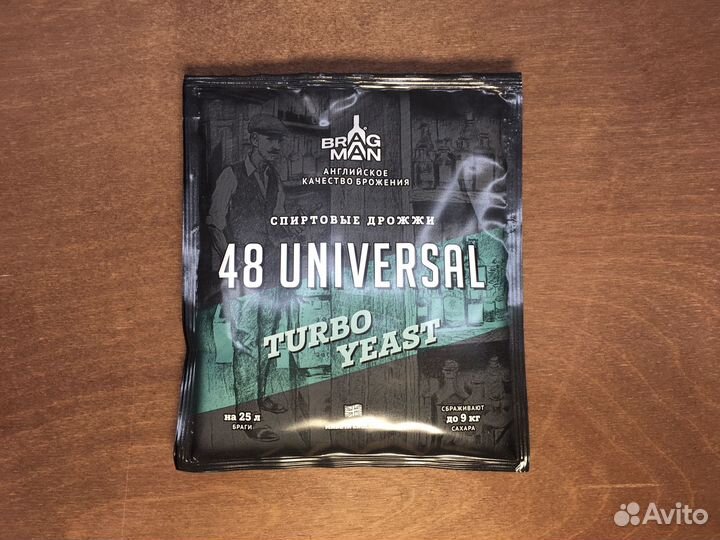 BRAG
MAN
АНГЛИЙСКОЕ
КАЧЕСТВО БРОЖЕНИЯ
СПИРТОВЫЕ ДРОЖЖИ
48 UNIVERSAL
TURBO
YEAST
на 25 л
БРАГИ
СБРАЖИВАЮТ
до 9 кг
САХАРА
Avito